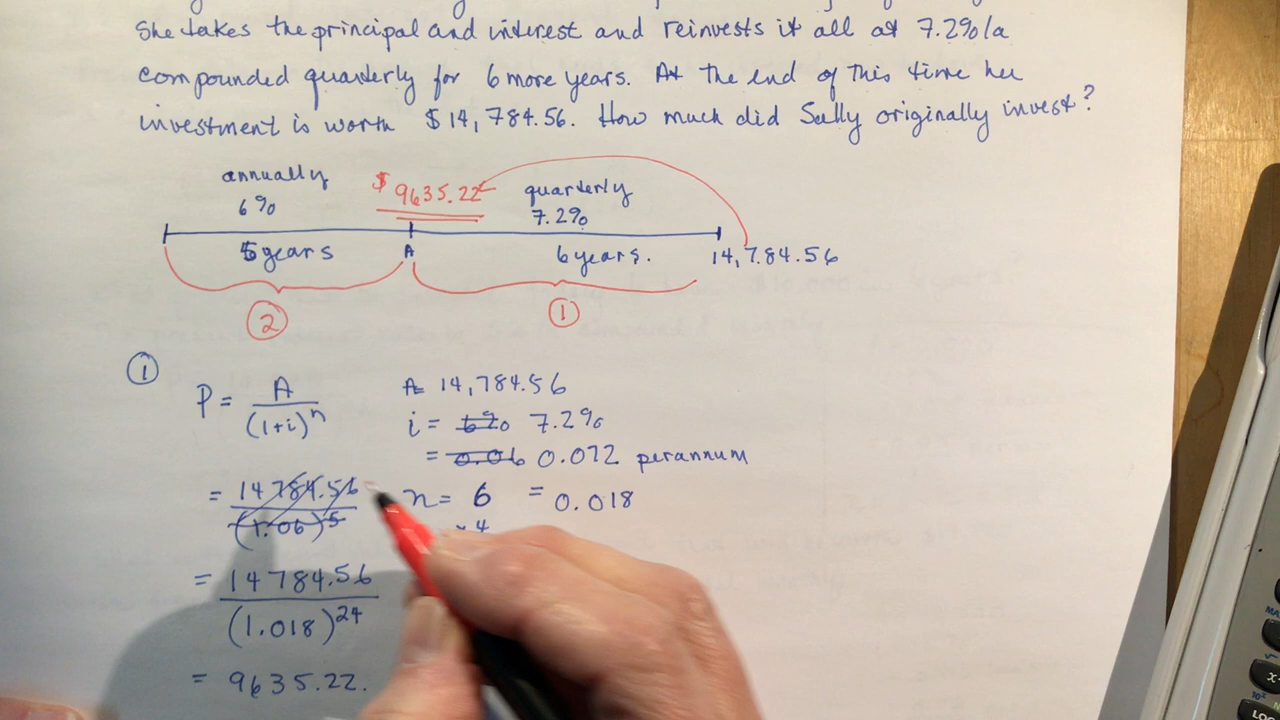 She takes the principal and interest and reinvests it all at 7.2%/a
compounded quarterly for 6 more years. At the end of this time her
investment is worth $14,784.56. How much did Sally originally invest?
annually $9635.22 quarterly
6% 7.2%
5 years A 6 years. 14,784.56
② ①
①
P = A/(1+i)^n A= 14,784.56
i = 6% 7.2%
= 0.06 0.072 per annum
= 14784.56/(1.06)^5 n = 6 = 0.018
×4
= 14784.56/(1.018)^24
= 9635.22.